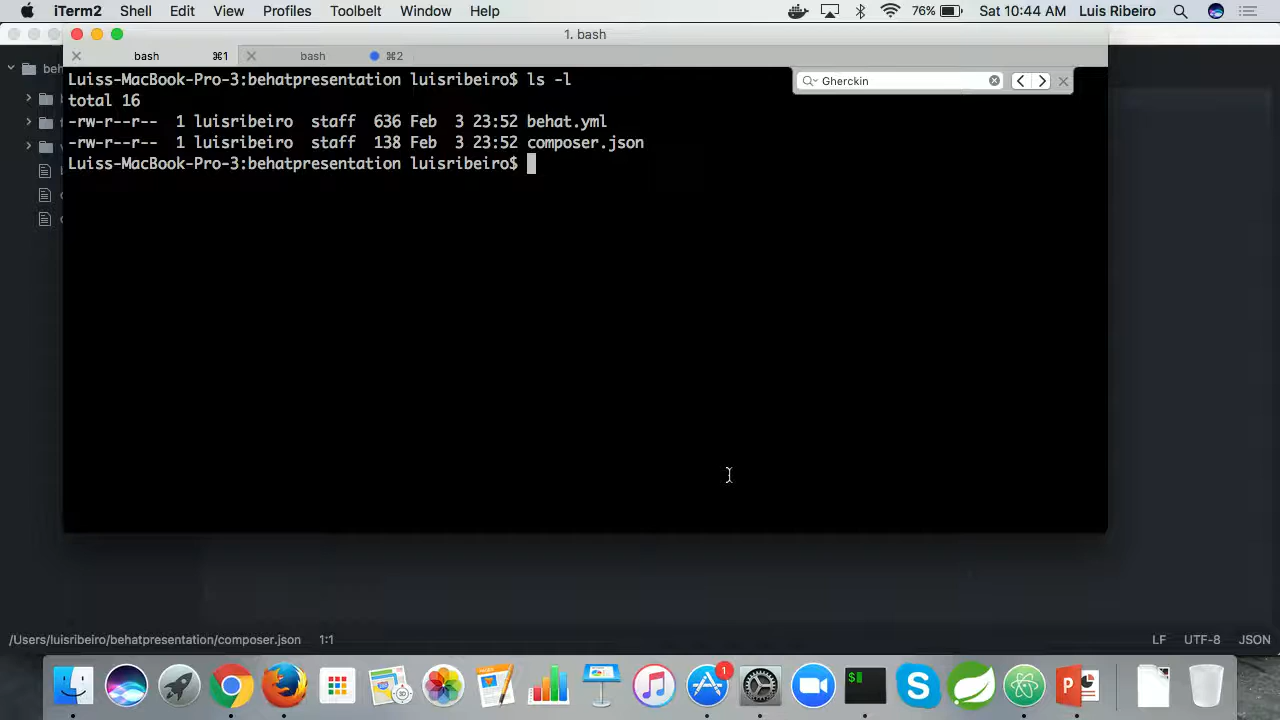 iTerm2 Shell Edit View Profiles Toolbelt Window Help 76% Sat 10:44 AM Luis Ribeiro
1. bash
bash ⌘1 bash ⌘2
Luiss-MacBook-Pro-3:behatpresentation luisribeiro$ ls -l
Gherckin
total 16
-rw-r--r-- 1 luisribeiro staff 636 Feb 3 23:52 behat.yml
-rw-r--r-- 1 luisribeiro staff 138 Feb 3 23:52 composer.json
Luiss-MacBook-Pro-3:behatpresentation luisribeiro$
/Users/luisribeiro/behatpresentation/composer.json 1:1 LF UTF-8 JSON
1